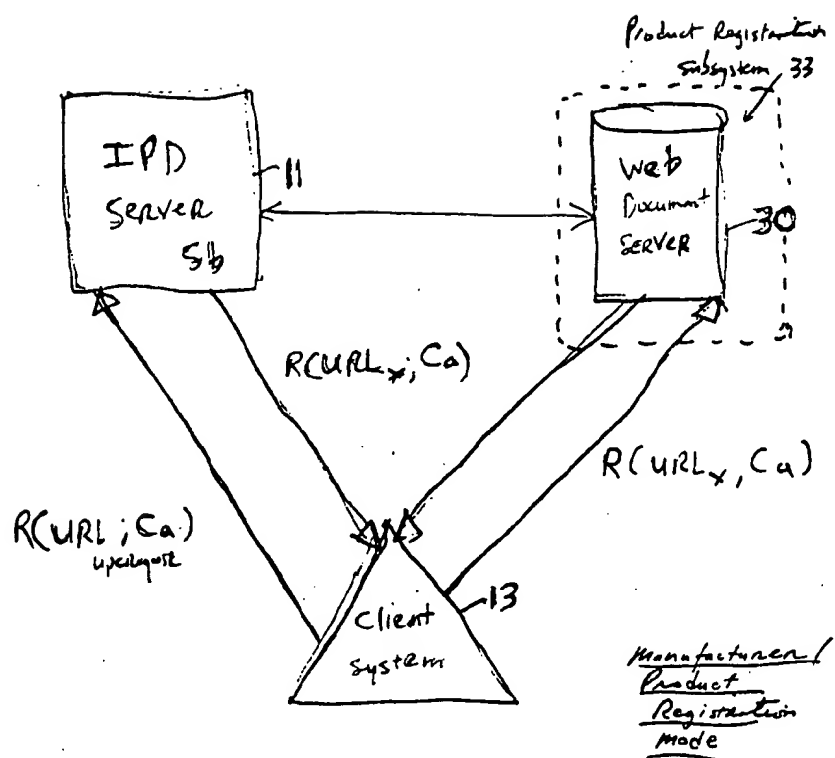 Product Registration
subsystem 33
IPD
Server
5b
11
Web
Document
Server
30
R(URLx; Ca)
R(URLx, Ca)
R(URL; Ca)
Client
System
13
Manufacturer /
Product
Registration
mode